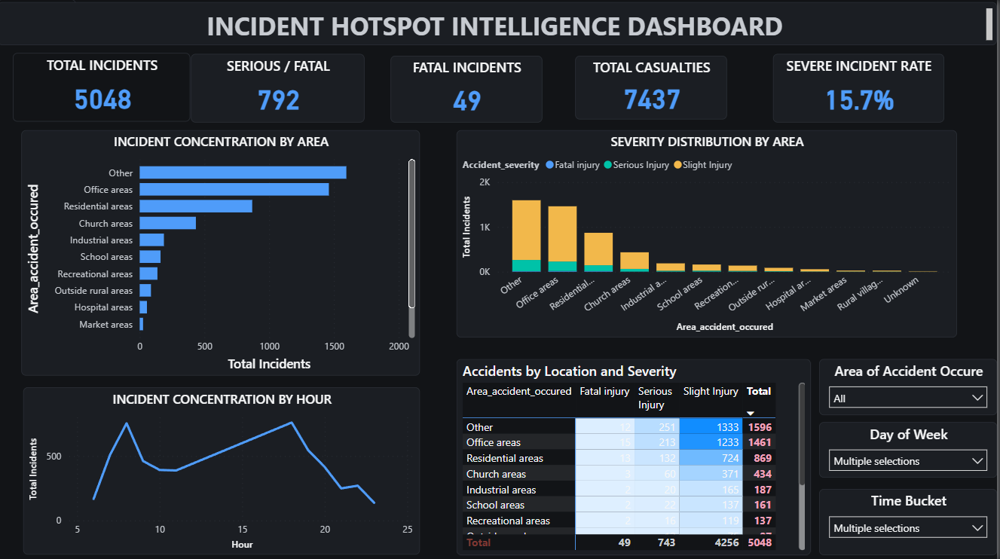 INCIDENT HOTSPOT INTELLIGENCE DASHBOARD
TOTAL INCIDENTS
5048
SERIOUS / FATAL
792
FATAL INCIDENTS
49
TOTAL CASUALTIES
7437
SEVERE INCIDENT RATE
15.7%
INCIDENT CONCENTRATION BY AREA
Area_accident_occured
Other
Office areas
Residential areas
Church areas
Industrial areas
School areas
Recreational areas
Outside rural areas
Hospital areas
Market areas
0 500 1000 1500 2000
Total Incidents
SEVERITY DISTRIBUTION BY AREA
Accident_severity Fatal injury Serious Injury Slight Injury
Total Incidents
2K
1K
0K
Other Office areas Residential... Church areas Industrial a... School areas Recreation... Outside rur... Hospital ar... Market areas Rural villag... Unknown
Area_accident_occured
INCIDENT CONCENTRATION BY HOUR
Total Incidents
500
0
5 10 15 20 25
Hour
Accidents by Location and Severity
Area_accident_occured Fatal injury Serious Injury Slight Injury Total
Other 12 251 1333 1596
Office areas 15 213 1233 1461
Residential areas 13 132 724 869
Church areas 3 60 371 434
Industrial areas 2 20 165 187
School areas 2 22 137 161
Recreational areas 2 16 119 137
Total 49 743 4256 5048
Area of Accident Occure
All
Day of Week
Multiple selections
Time Bucket
Multiple selections